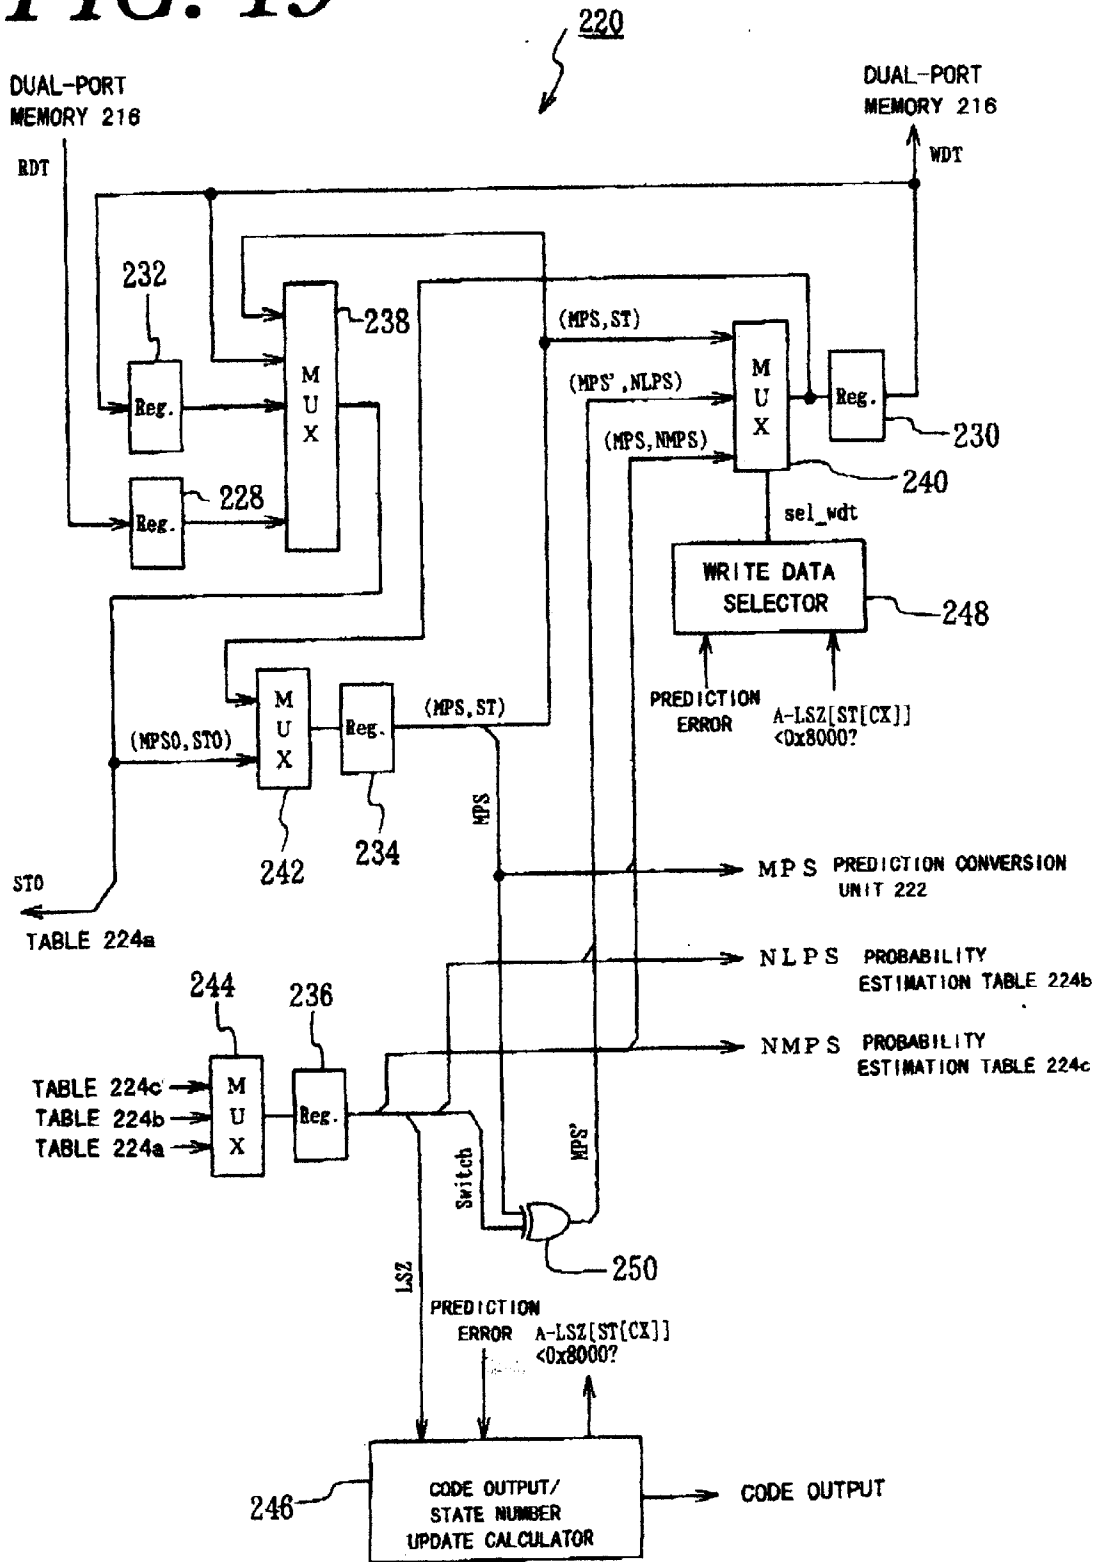 FIG. 19
220
DUAL-PORT
MEMORY 216
RDT
DUAL-PORT
MEMORY 216
WDT
232
Reg.
228
Reg.
MUX
238
(MPS,ST)
(MPS',NLPS)
(MPS,NMPS)
MUX
Reg.
230
240
sel_wdt
WRITE DATA
SELECTOR
248
PREDICTION
ERROR
A-LSZ[ST[CX]]
<0x8000?
(MPS0,ST0)
MUX
242
Reg.
234
(MPS,ST)
MPS
ST0
TABLE 224a
MPS PREDICTION CONVERSION
UNIT 222
NLPS PROBABILITY
ESTIMATION TABLE 224b
NMPS PROBABILITY
ESTIMATION TABLE 224c
244
236
TABLE 224c
TABLE 224b
TABLE 224a
MUX
Reg.
Switch
MPS'
LSZ
250
PREDICTION
ERROR
A-LSZ[ST[CX]]
<0x8000?
246
CODE OUTPUT/
STATE NUMBER
UPDATE CALCULATOR
CODE OUTPUT